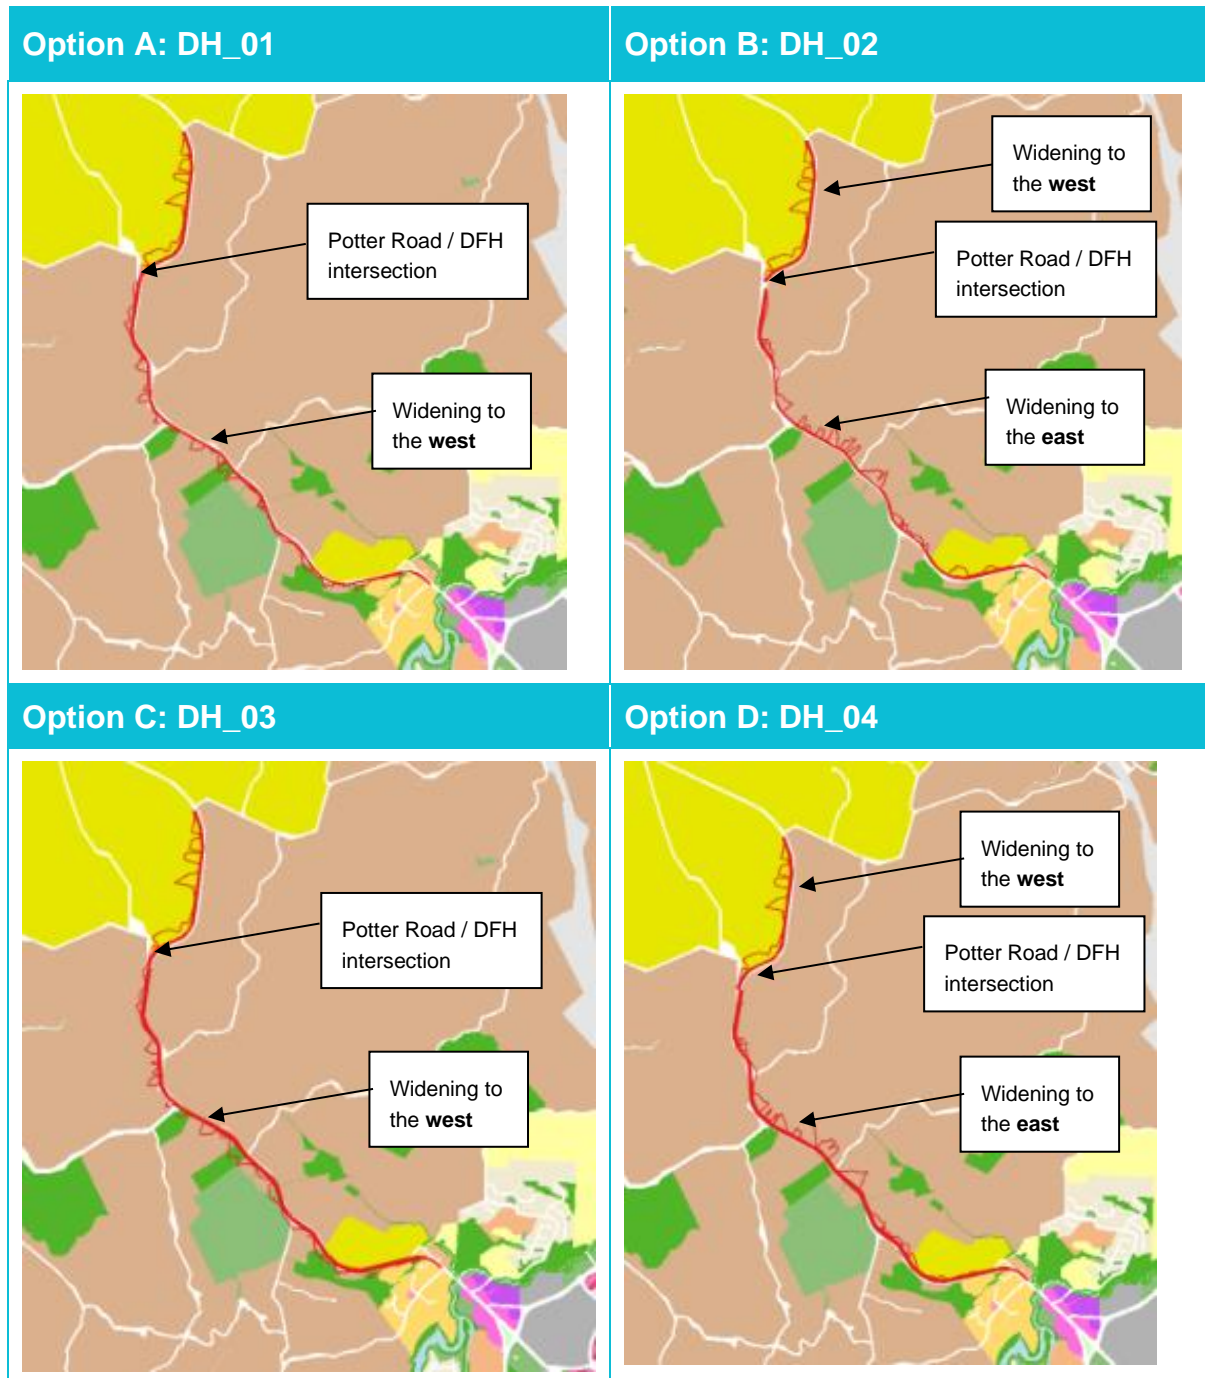 Option A: DH_01
Option B: DH_02
Potter Road / DFH
intersection
Widening to
the west
Widening to
the west
Potter Road / DFH
intersection
Widening to
the east
Option C: DH_03
Option D: DH_04
Potter Road / DFH
intersection
Widening to
the west
Widening to
the west
Potter Road / DFH
intersection
Widening to
the east